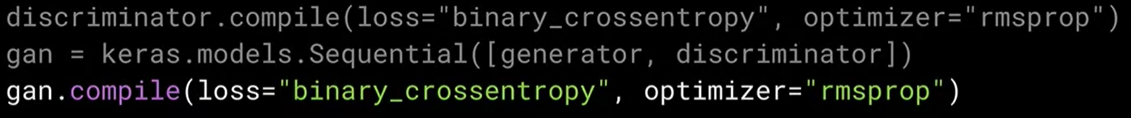 discriminator.compile(loss="binary_crossentropy", optimizer="rmsprop")
gan = keras.models.Sequential([generator, discriminator])
gan.compile(loss="binary_crossentropy", optimizer="rmsprop")